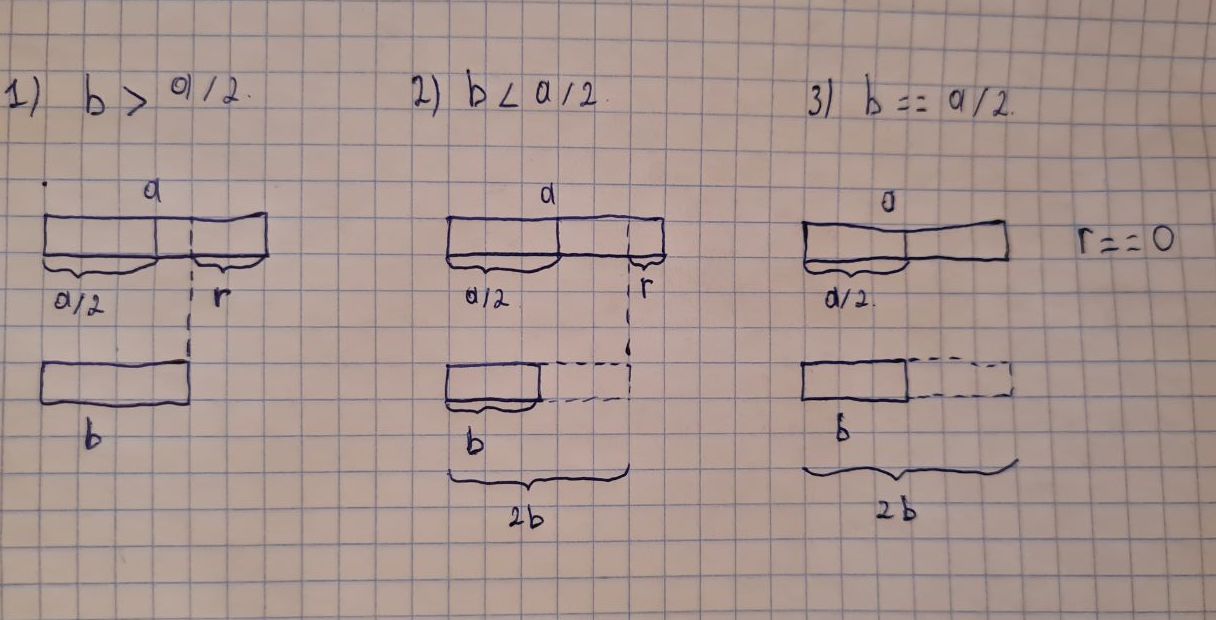 1) b > a/2.
2) b < a/2.
3) b == a/2.
a
a/2
r
b
a
a/2
r
b
2b
a
r == 0
a/2.
b
2b